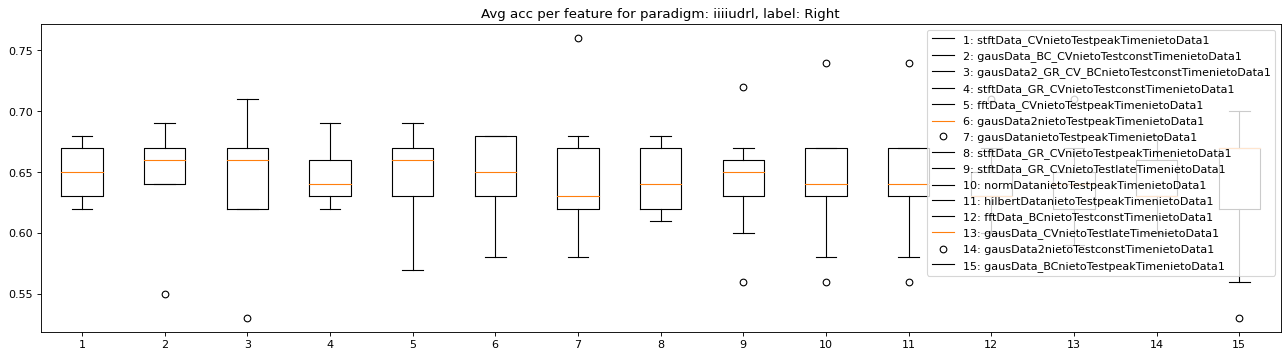 Avg acc per feature for paradigm: iiiiudrl, label: Right
0.75
0.70
0.65
0.60
0.55
1: stftData_CVnietoTestpeakTimenietoData1
2: gausData_BC_CVnietoTestconstTimenietoData1
3: gausData2_GR_CV_BCnietoTestconstTimenietoData1
4: stftData_GR_CVnietoTestconstTimenietoData1
5: fftData_CVnietoTestpeakTimenietoData1
6: gausData2nietoTestpeakTimenietoData1
7: gausDatanietoTestpeakTimenietoData1
8: stftData_GR_CVnietoTestpeakTimenietoData1
9: stftData_GR_CVnietoTestlateTimenietoData1
10: normDatanietoTestpeakTimenietoData1
11: hilbertDatanietoTestpeakTimenietoData1
12: fftData_BCnietoTestconstTimenietoData1
13: gausData_CVnietoTestlateTimenietoData1
14: gausData2nietoTestconstTimenietoData1
15: gausData_BCnietoTestpeakTimenietoData1
1 2 3 4 5 6 7 8 9 10 11 12 13 14 15